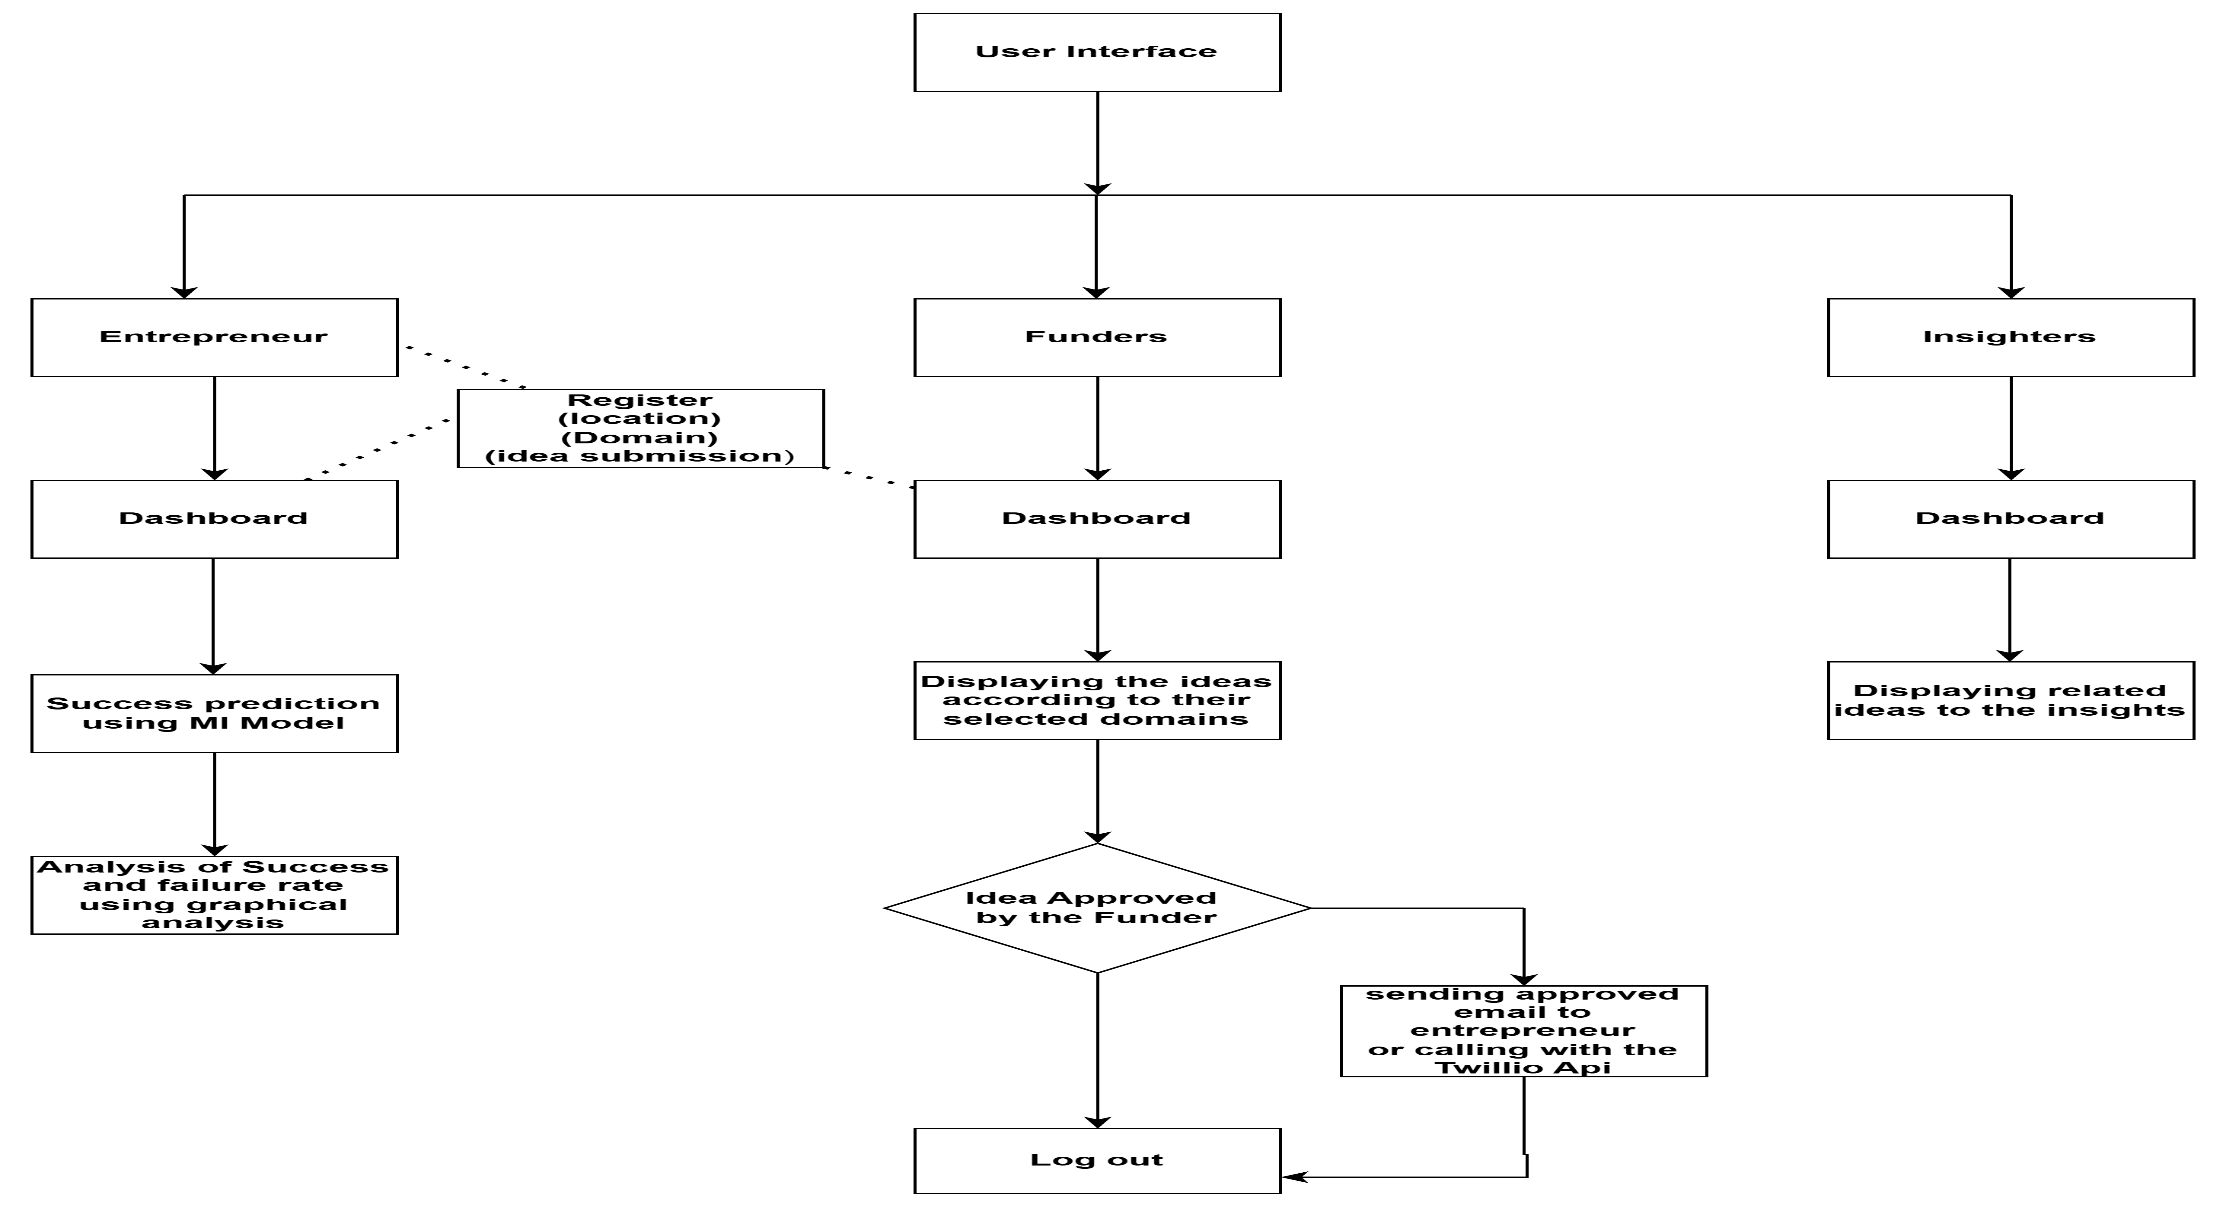 User Interface
Entrepreneur
Funders
Insighters
Register
(location)
(Domain)
(idea submission)
Dashboard
Dashboard
Dashboard
Success prediction
using Ml Model
Displaying the ideas
according to their
selected domains
Displaying related
ideas to the insights
Analysis of Success
and failure rate
using graphical
analysis
Idea Approved
by the Funder
sending approved
email to
entrepreneur
or calling with the
Twillio Api
Log out